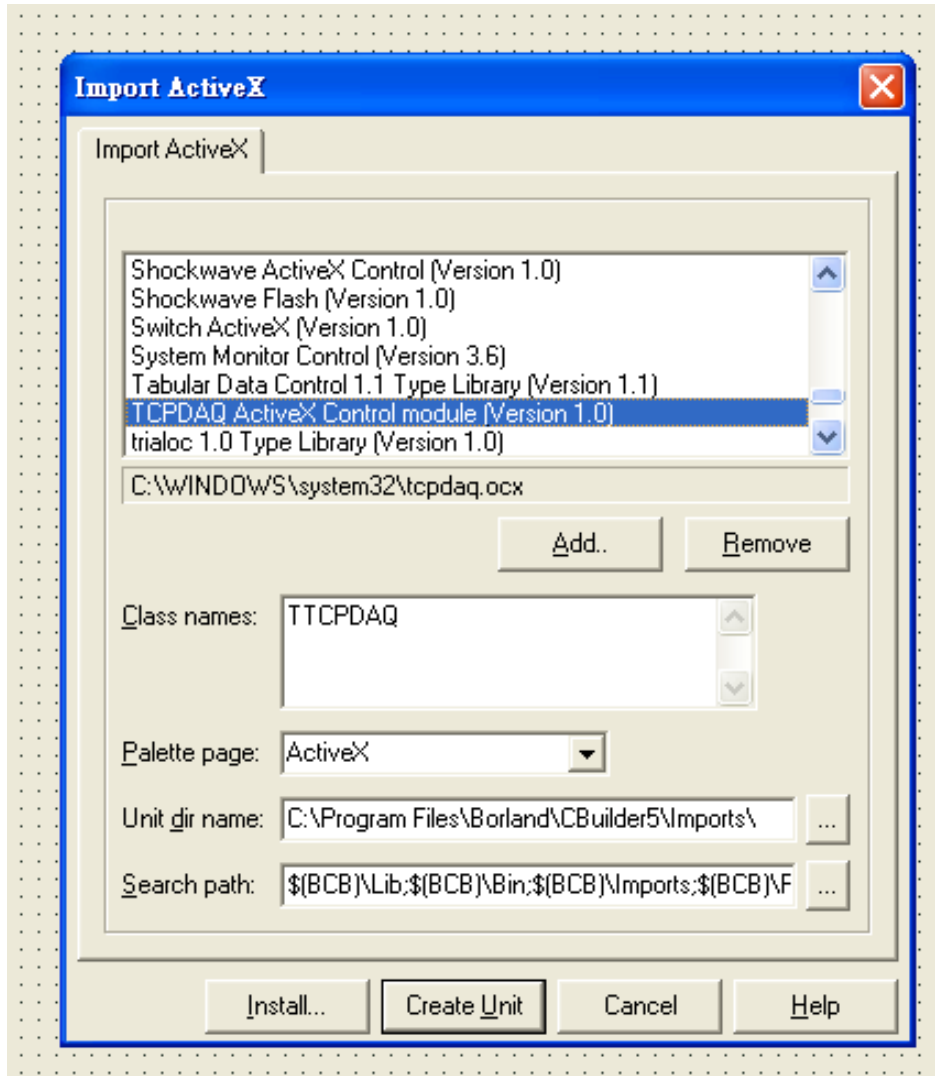 Import ActiveX
Import ActiveX
Shockwave ActiveX Control (Version 1.0)
Shockwave Flash (Version 1.0)
Switch ActiveX (Version 1.0)
System Monitor Control (Version 3.6)
Tabular Data Control 1.1 Type Library (Version 1.1)
TCPDAQ ActiveX Control module (Version 1.0)
trialoc 1.0 Type Library (Version 1.0)
C:\WINDOWS\system32\tcpdaq.ocx
Add..
Remove
Class names: TTCPDAQ
Palette page: ActiveX
Unit dir name: C:\Program Files\Borland\CBuilder5\Imports\ ...
Search path: $(BCB)\Lib;$(BCB)\Bin;$(BCB)\Imports;$(BCB)\F ...
Install... Create Unit Cancel Help